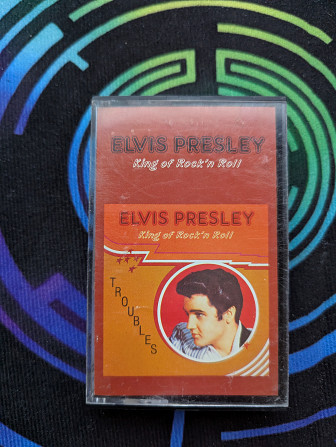 ELVIS PRESLEY
King of Rock'n Roll
ELVIS PRESLEY
King of Rock'n Roll
TROUBLES